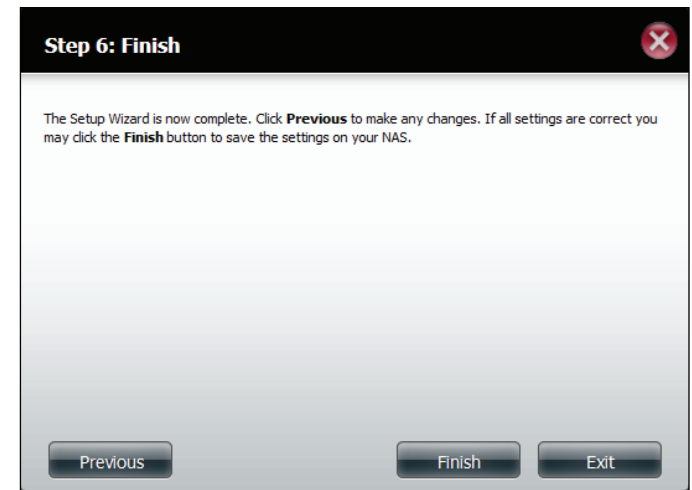 Step 6: Finish
The Setup Wizard is now complete. Click Previous to make any changes. If all settings are correct you
may click the Finish button to save the settings on your NAS.
Previous
Finish
Exit